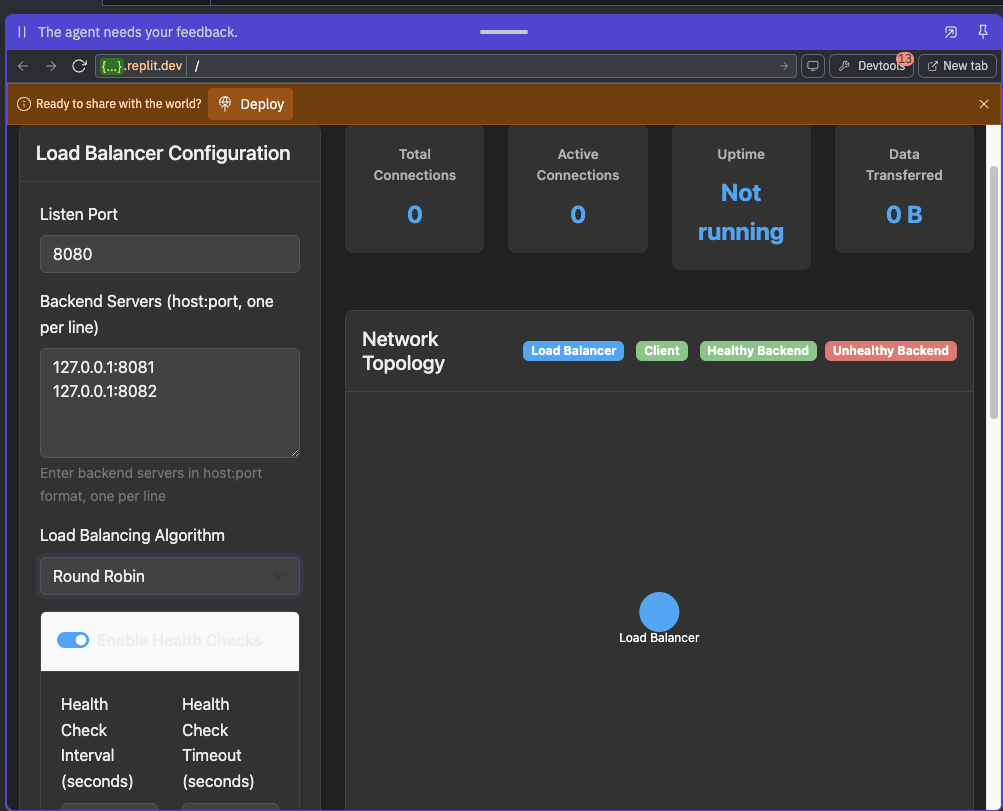 The agent needs your feedback.
{...}.replit.dev /
Devtools 13
New tab
Ready to share with the world?
Deploy
Load Balancer Configuration
Listen Port
8080
Backend Servers (host:port, one
per line)
127.0.0.1:8081
127.0.0.1:8082
Enter backend servers in host:port
format, one per line
Load Balancing Algorithm
Round Robin
Enable Health Checks
Health
Check
Interval
(seconds)
Health
Check
Timeout
(seconds)
Total
Connections
0
Active
Connections
0
Uptime
Not
running
Data
Transferred
0 B
Network
Topology
Load Balancer
Client
Healthy Backend
Unhealthy Backend
Load Balancer